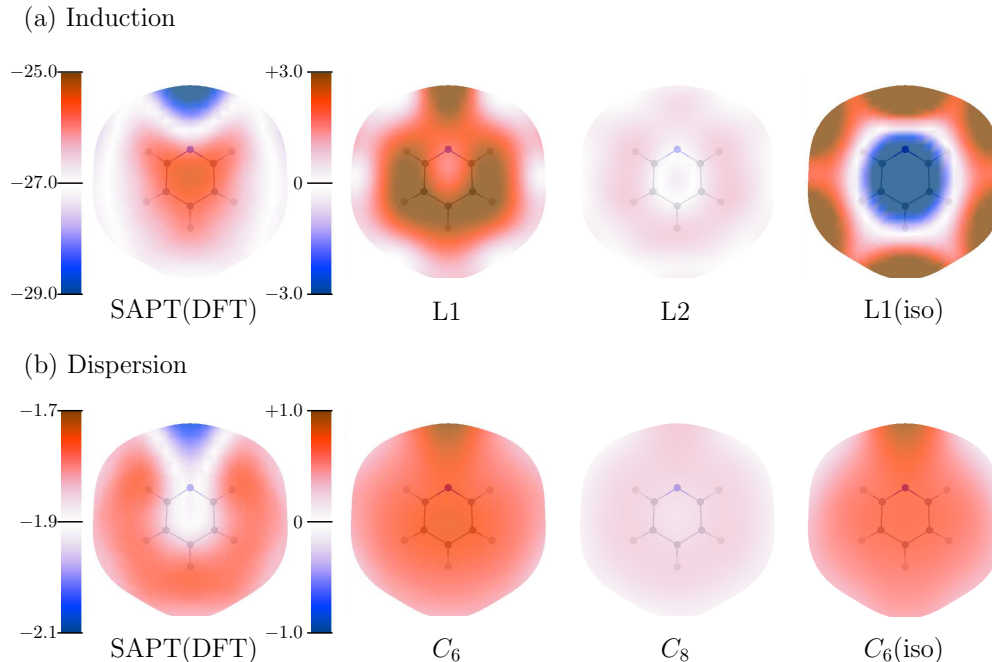 (a) Induction
−25.0
−27.0
−29.0
+3.0
0
−3.0
SAPT(DFT)
L1
L2
L1(iso)
(b) Dispersion
−1.7
−1.9
−2.1
+1.0
0
−1.0
SAPT(DFT)
C₆
C₈
C₆(iso)